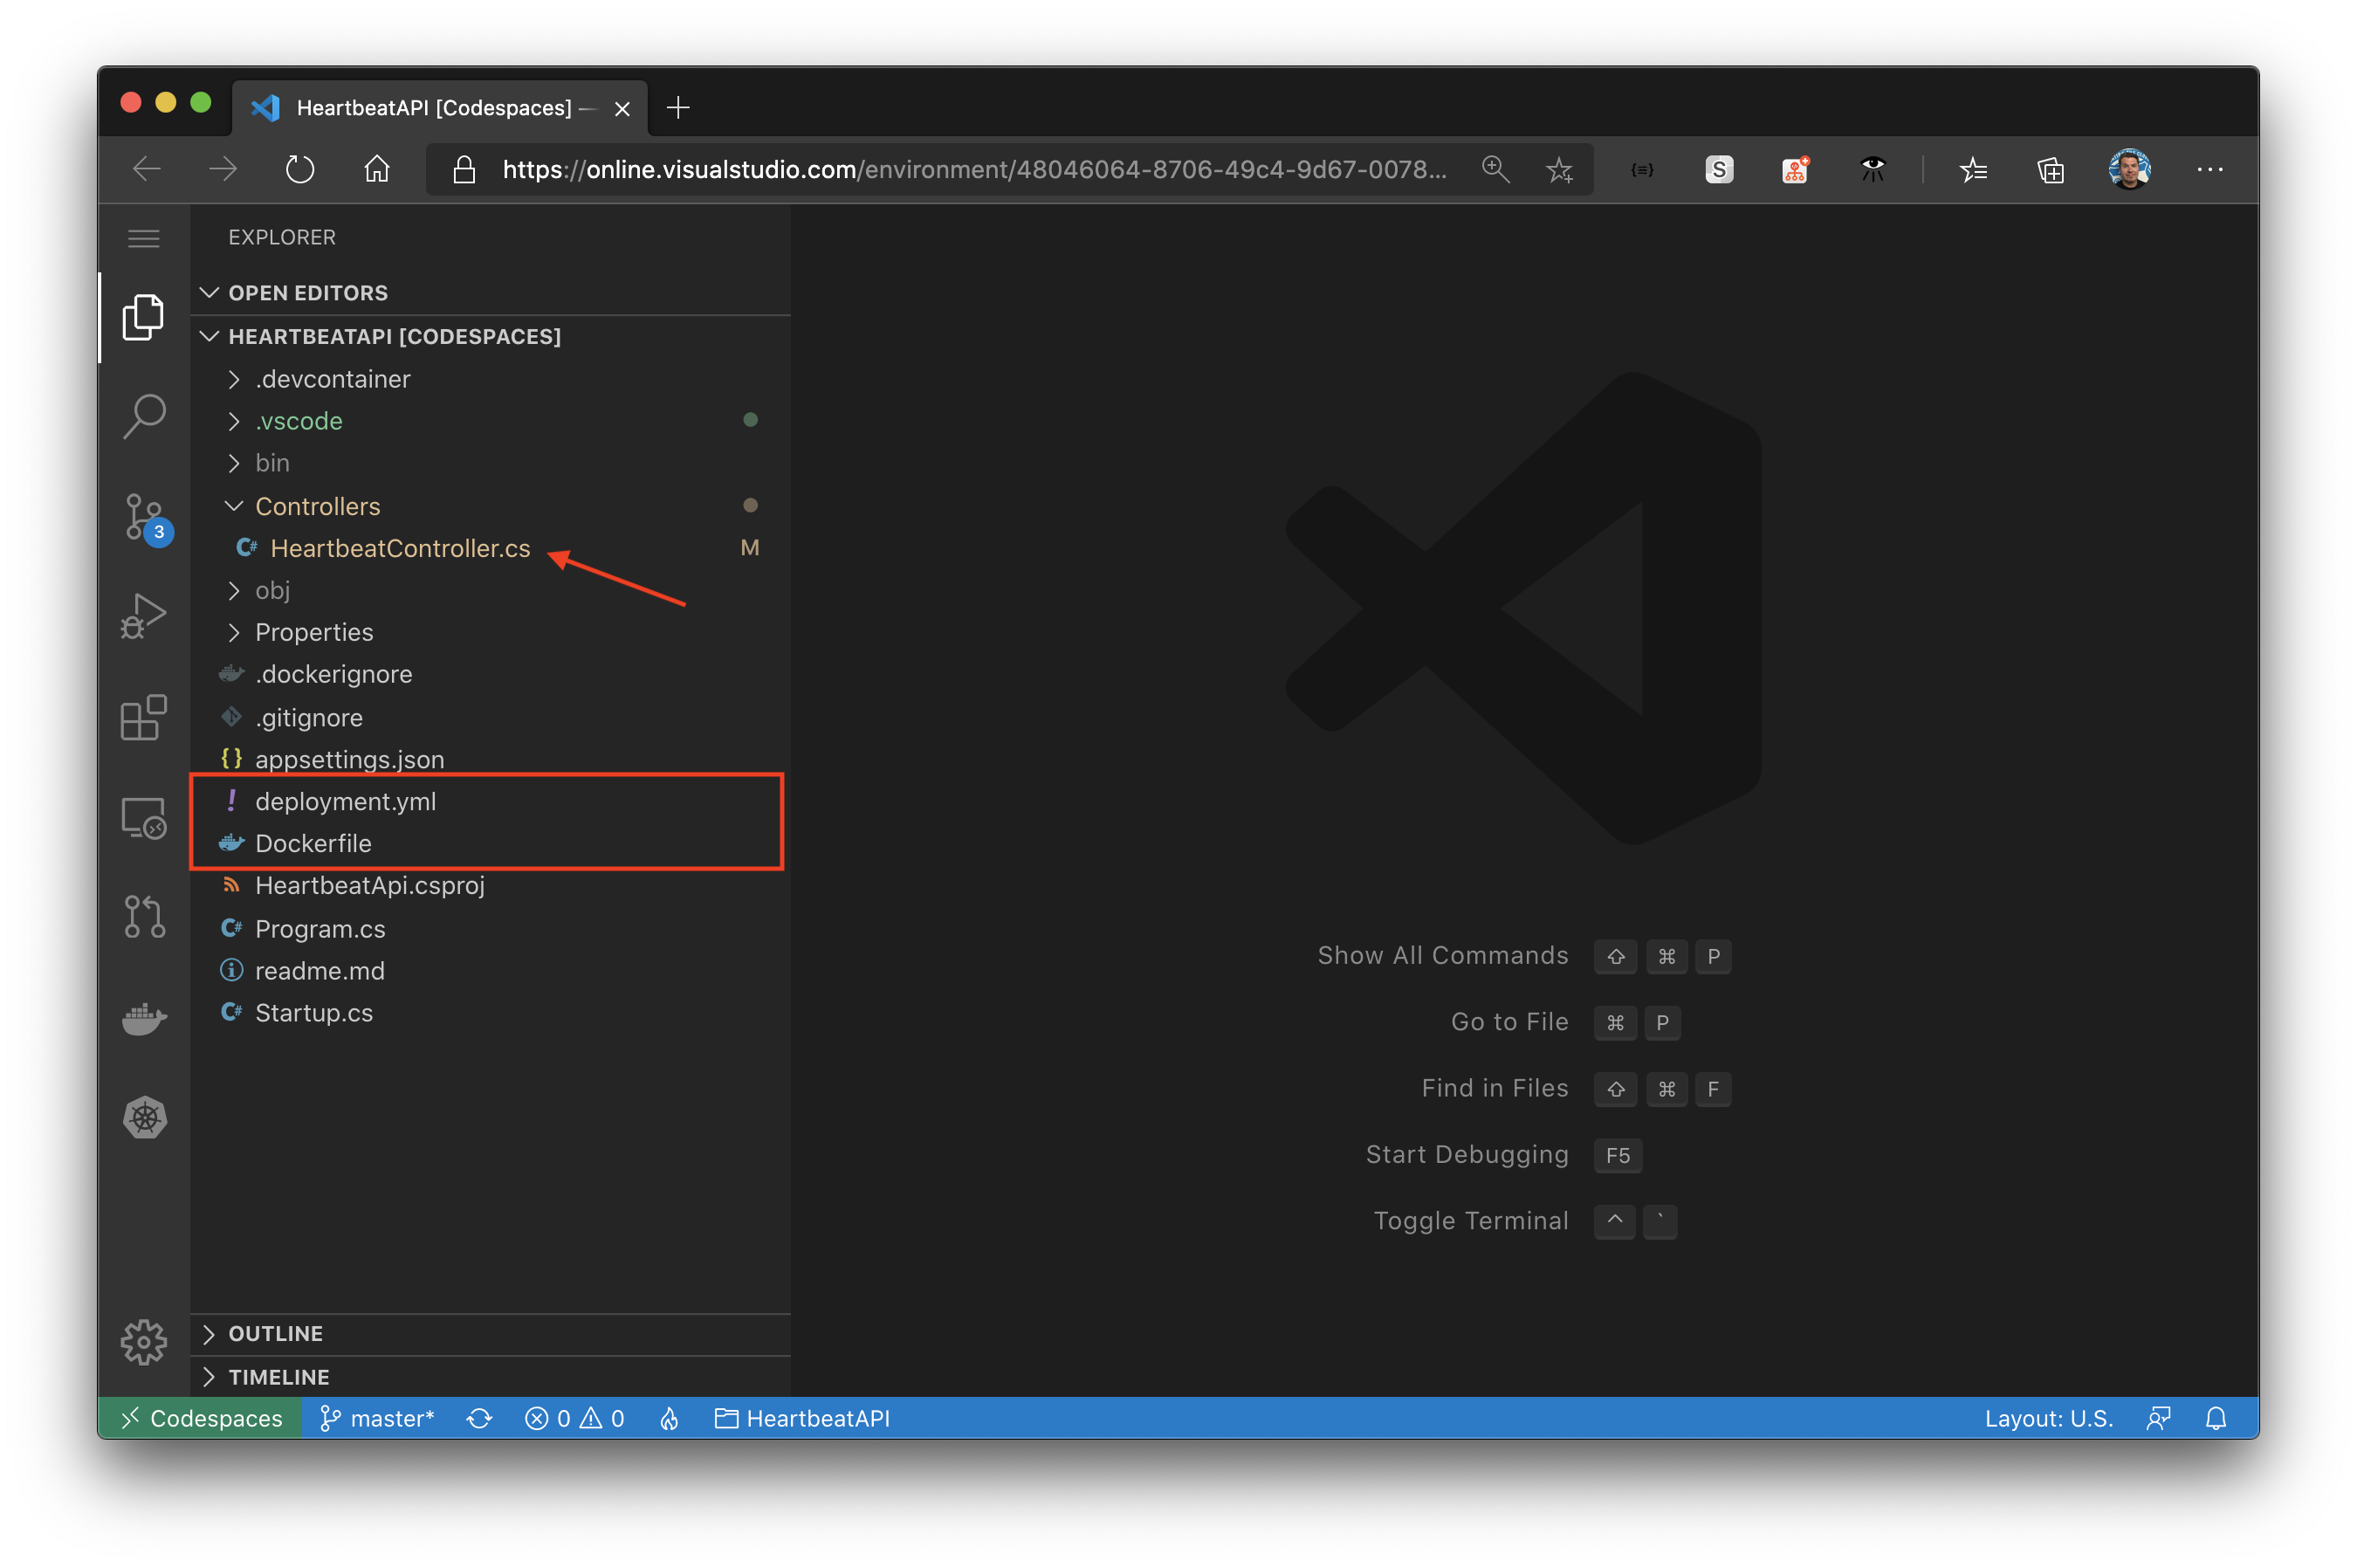 HeartbeatAPI [Codespaces] —
https://online.visualstudio.com/environment/48046064-8706-49c4-9d67-0078...
EXPLORER
OPEN EDITORS
HEARTBEATAPI [CODESPACES]
.devcontainer
.vscode
bin
Controllers
3
C# HeartbeatController.cs M
obj
Properties
.dockerignore
.gitignore
{} appsettings.json
! deployment.yml
Dockerfile
HeartbeatApi.csproj
C# Program.cs
readme.md
C# Startup.cs
Show All Commands ⇧ ⌘ P
Go to File ⌘ P
Find in Files ⇧ ⌘ F
Start Debugging F5
Toggle Terminal ^ `
OUTLINE
TIMELINE
Codespaces master* 0 0 HeartbeatAPI Layout: U.S.